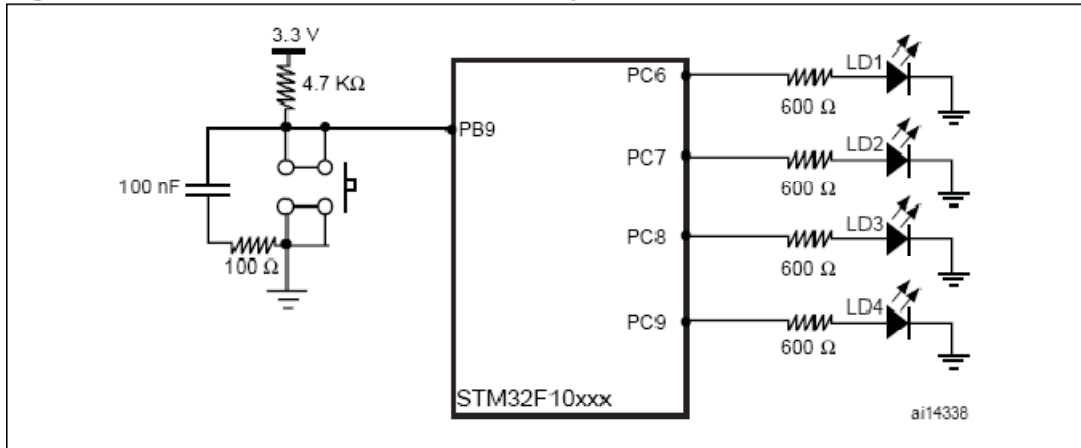 3.3 V
4.7 KΩ
PB9
100 nF
100 Ω
PC6
PC7
PC8
PC9
STM32F10xxx
LD1
600 Ω
LD2
600 Ω
LD3
600 Ω
LD4
600 Ω
ai14338